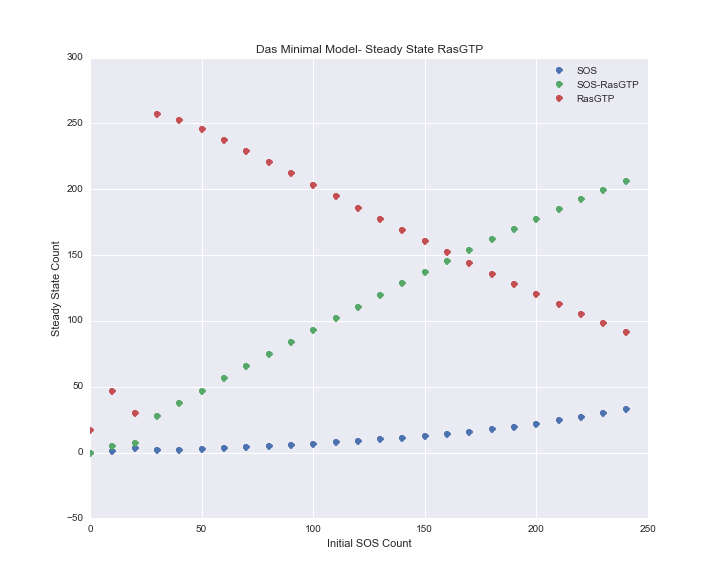 Das Minimal Model- Steady State RasGTP
300
250
200
150
100
50
0
−50
Steady State Count
SOS
SOS-RasGTP
RasGTP
0 50 100 150 200 250
Initial SOS Count